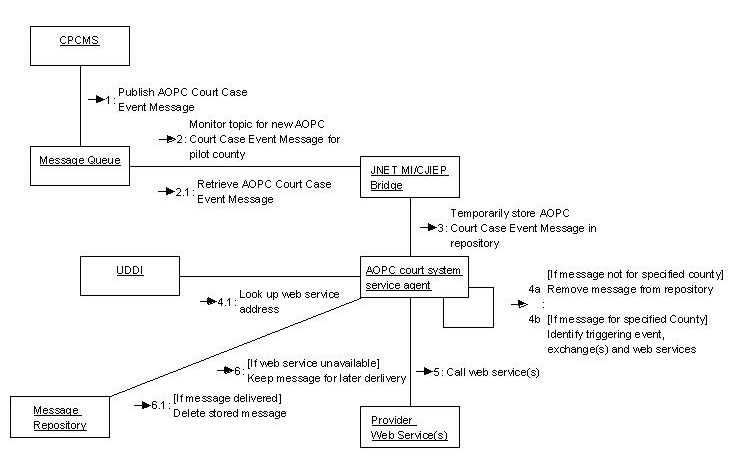 CPCMS
1: Publish AOPC Court Case
Event Message
Monitor topic for new AOPC
2: Court Case Event Message for
pilot county
Message Queue
JNET MI/CJIEP
Bridge
2.1: Retrieve AOPC Court Case
Event Message
Temporarily store AOPC
3: Court Case Event Message in
repository
UDDI
AOPC court system
service agent
[If message not for specified county]
4a Remove message from repository
:
4b [If message for specified County]
Identify triggering event,
exchange(s) and web services
4.1: Look up web service
address
[If web service unavailable]
6: Keep message for later derlivery
5: Call web service(s)
[If message delivered]
6.1: Delete stored message
Message
Repository
Provider
Web Service(s)